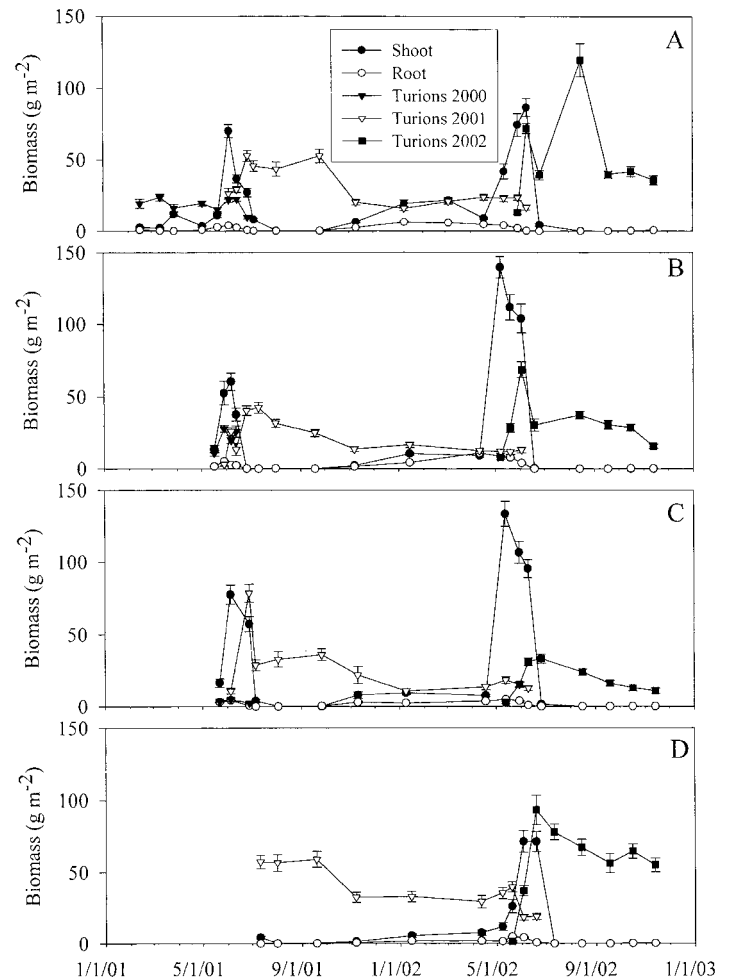 150
100
50
0
Biomass (g m-2)
A
Shoot
Root
Turions 2000
Turions 2001
Turions 2002
150
100
50
0
Biomass (g m-2)
B
150
100
50
0
Biomass (g m-2)
C
150
100
50
0
Biomass (g m-2)
D
1/1/01 5/1/01 9/1/01 1/1/02 5/1/02 9/1/02 1/1/03